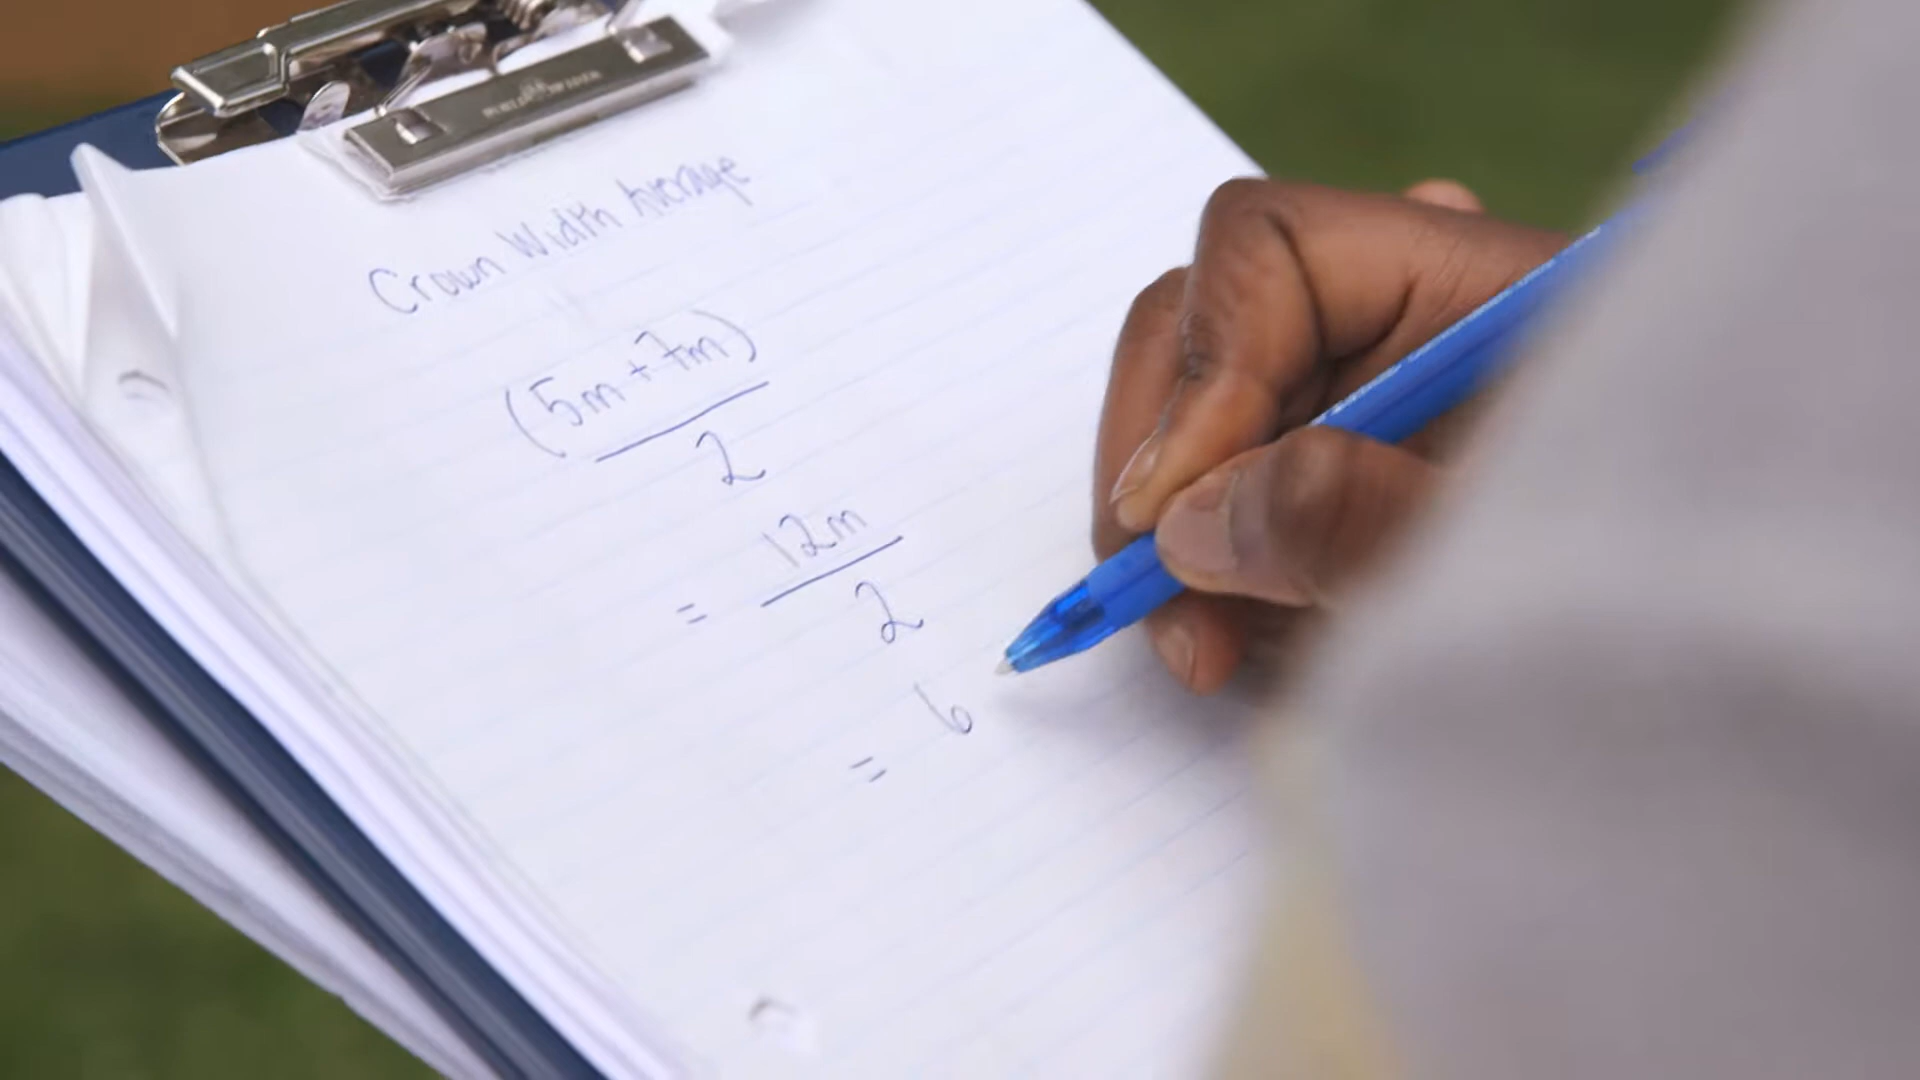 Crown Width Average
(5m+7m)
2
= 12m
2
= 6